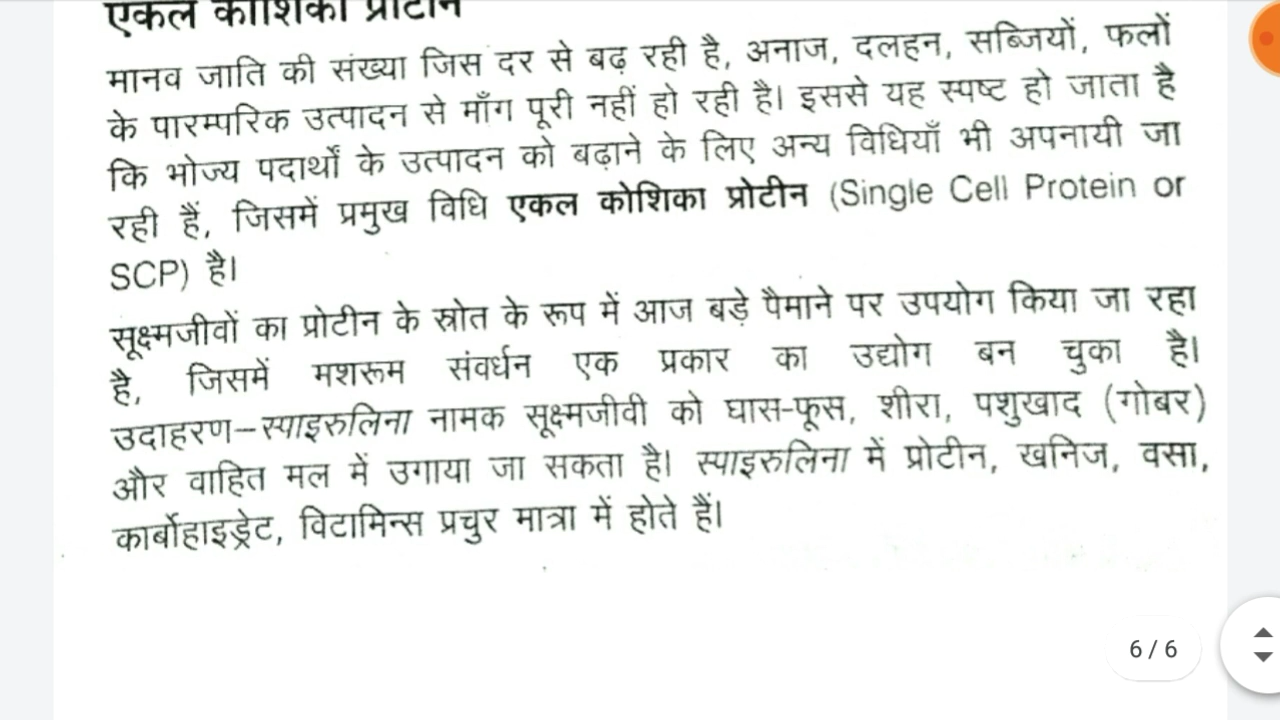 एकल कोशिका प्रोटीन
मानव जाति की संख्या जिस दर से बढ़ रही है, अनाज, दलहन, सब्जियों, फलों
के पारम्परिक उत्पादन से माँग पूरी नहीं हो रही है। इससे यह स्पष्ट हो जाता है
कि भोज्य पदार्थों के उत्पादन को बढ़ाने के लिए अन्य विधियाँ भी अपनायी जा
रही हैं, जिसमें प्रमुख विधि एकल कोशिका प्रोटीन (Single Cell Protein or
SCP) है।
सूक्ष्मजीवों का प्रोटीन के स्रोत के रूप में आज बड़े पैमाने पर उपयोग किया जा रहा
है, जिसमें मशरूम संवर्धन एक प्रकार का उद्योग बन चुका है।
उदाहरण–स्पाइरुलिना नामक सूक्ष्मजीवी को घास-फूस, शीरा, पशुखाद (गोबर)
और वाहित मल में उगाया जा सकता है। स्पाइरुलिना में प्रोटीन, खनिज, वसा,
कार्बोहाइड्रेट, विटामिन्स प्रचुर मात्रा में होते हैं।
6 / 6